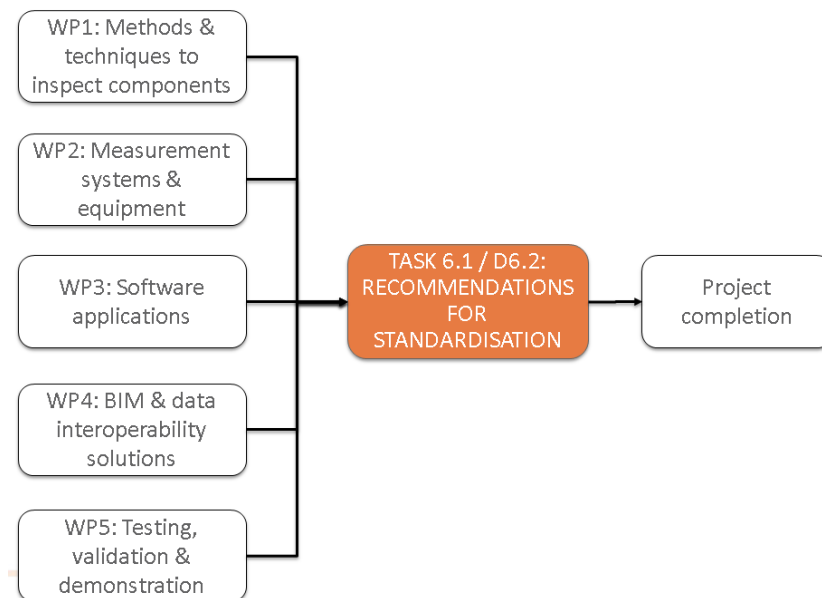 WP1: Methods &
techniques to
inspect components
WP2: Measurement
systems &
equipment
WP3: Software
applications
WP4: BIM & data
interoperability
solutions
WP5: Testing,
validation &
demonstration
TASK 6.1 / D6.2:
RECOMMENDATIONS
FOR
STANDARDISATION
Project
completion